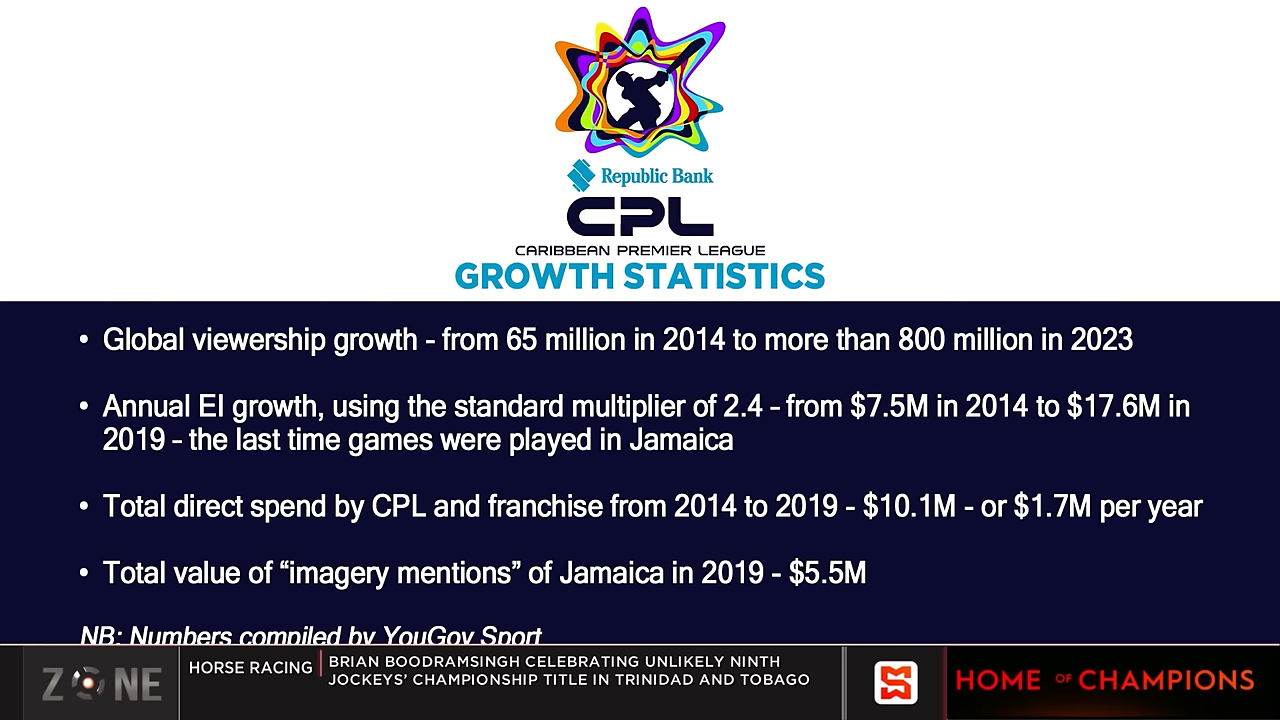 Republic Bank
CPL
CARIBBEAN PREMIER LEAGUE
GROWTH STATISTICS
• Global viewership growth - from 65 million in 2014 to more than 800 million in 2023
• Annual EI growth, using the standard multiplier of 2.4 - from $7.5M in 2014 to $17.6M in
2019 - the last time games were played in Jamaica
• Total direct spend by CPL and franchise from 2014 to 2019 - $10.1M - or $1.7M per year
• Total value of “imagery mentions” of Jamaica in 2019 - $5.5M
NB: Numbers compiled by YouGov Sport
ZONE
HORSE RACING
BRIAN BOODRAMSINGH CELEBRATING UNLIKELY NINTH
JOCKEYS’ CHAMPIONSHIP TITLE IN TRINIDAD AND TOBAGO
SM
HOME OF CHAMPIONS